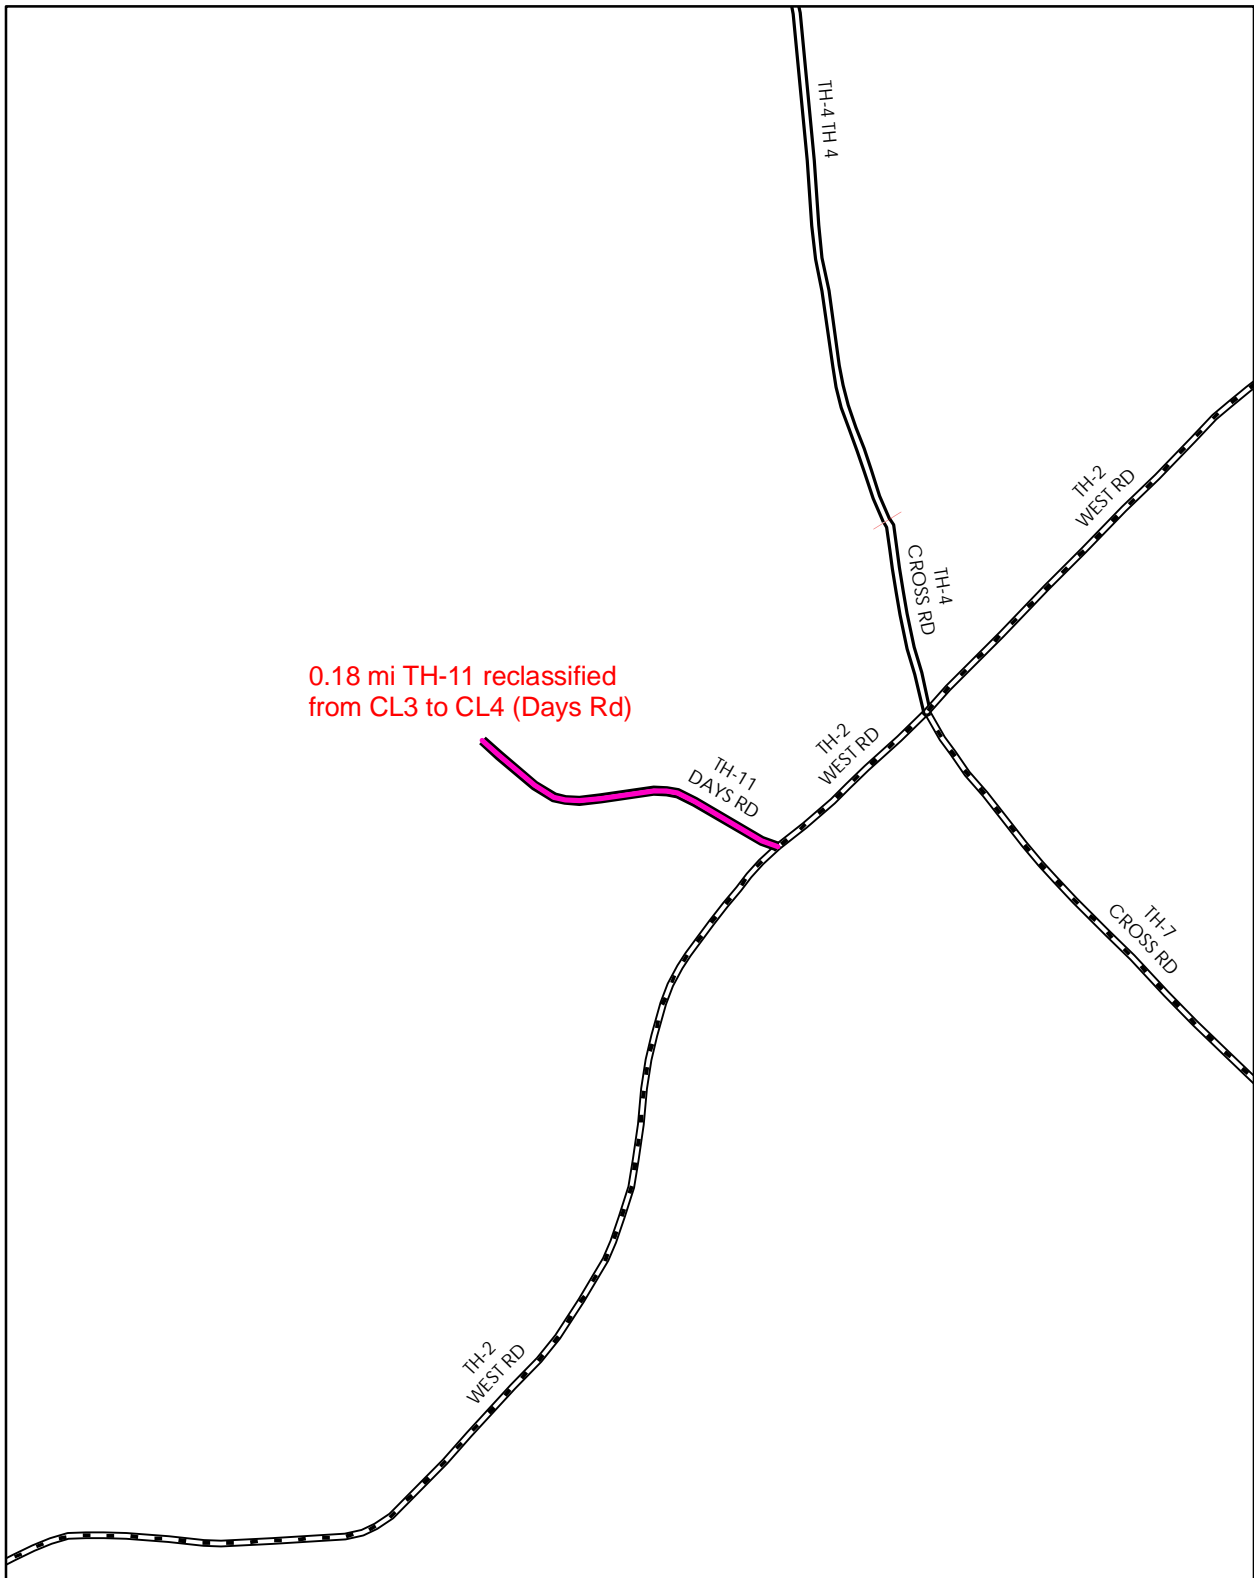 TH-4 TH 4
TH-2
WEST RD
TH-4
CROSS RD
0.18 mi TH-11 reclassified
from CL3 to CL4 (Days Rd)
TH-2
WEST RD
TH-11
DAYS RD
TH-7
CROSS RD
TH-2
WEST RD